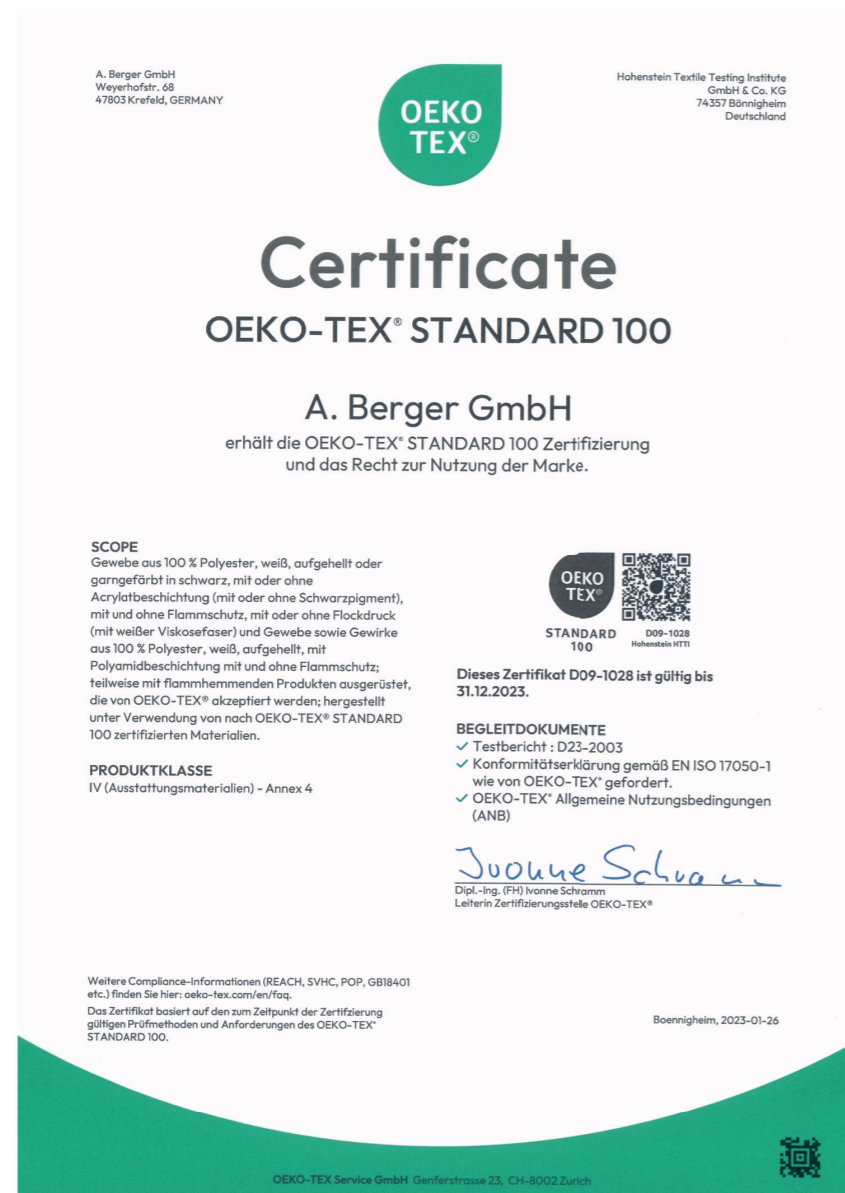 A. Berger GmbH
Weyerhofstr. 68
47803 Krefeld, GERMANY
OEKO
TEX®
Hohenstein Textile Testing Institute
GmbH & Co. KG
74357 Bönnigheim
Deutschland
Certificate
OEKO-TEX® STANDARD 100
A. Berger GmbH
erhält die OEKO-TEX® STANDARD 100 Zertifizierung
und das Recht zur Nutzung der Marke.
SCOPE
Gewebe aus 100 % Polyester, weiß, aufgehellt oder
garngefärbt in schwarz, mit oder ohne
Acrylatbeschichtung (mit oder ohne Schwarzpigment),
mit und ohne Flammschutz, mit oder ohne Flockdruck
(mit weißer Viskosefaser) und Gewebe sowie Gewirke
aus 100 % Polyester, weiß, aufgehellt, mit
Polyamidbeschichtung mit und ohne Flammschutz;
teilweise mit flammhemmenden Produkten ausgerüstet,
die von OEKO-TEX® akzeptiert werden; hergestellt
unter Verwendung von nach OEKO-TEX® STANDARD
100 zertifizierten Materialien.
PRODUKTKLASSE
IV (Ausstattungsmaterialien) - Annex 4
OEKO
TEX®
STANDARD
100
D09-1028
Hohenstein HTTI
Dieses Zertifikat D09-1028 ist gültig bis
31.12.2023.
BEGLEITDOKUMENTE
✓ Testbericht : D23-2003
✓ Konformitätserklärung gemäß EN ISO 17050-1
wie von OEKO-TEX® gefordert.
✓ OEKO-TEX® Allgemeine Nutzungsbedingungen
(ANB)
Ivonne Schramm
Dipl.-Ing. (FH) Ivonne Schramm
Leiterin Zertifizierungsstelle OEKO-TEX®
Weitere Compliance-Informationen (REACH, SVHC, POP, GB18401
etc.) finden Sie hier: oeko-tex.com/en/faq.
Das Zertifikat basiert auf den zum Zeitpunkt der Zertifzierung
gültigen Prüfmethoden und Anforderungen des OEKO-TEX®
STANDARD 100.
Boennigheim, 2023-01-26
OEKO-TEX Service GmbH Genferstrasse 23, CH-8002 Zurich